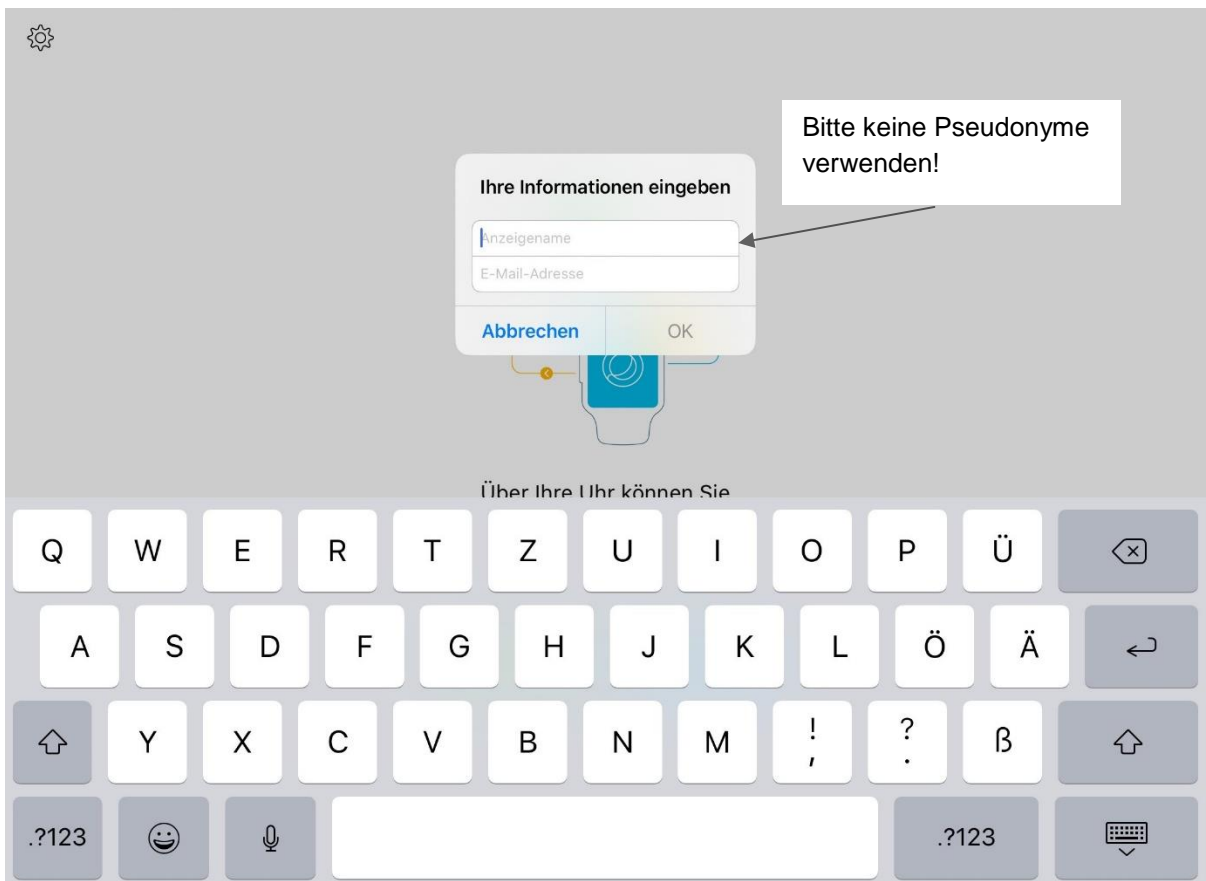 Bitte keine Pseudonyme
verwenden!
Ihre Informationen eingeben
Anzeigename
E-Mail-Adresse
Abbrechen OK
Über Ihre Uhr können Sie
Q W E R T Z U I O P Ü
A S D F G H J K L Ö Ä
Y X C V B N M ! , ? . ß
.?123 .?123